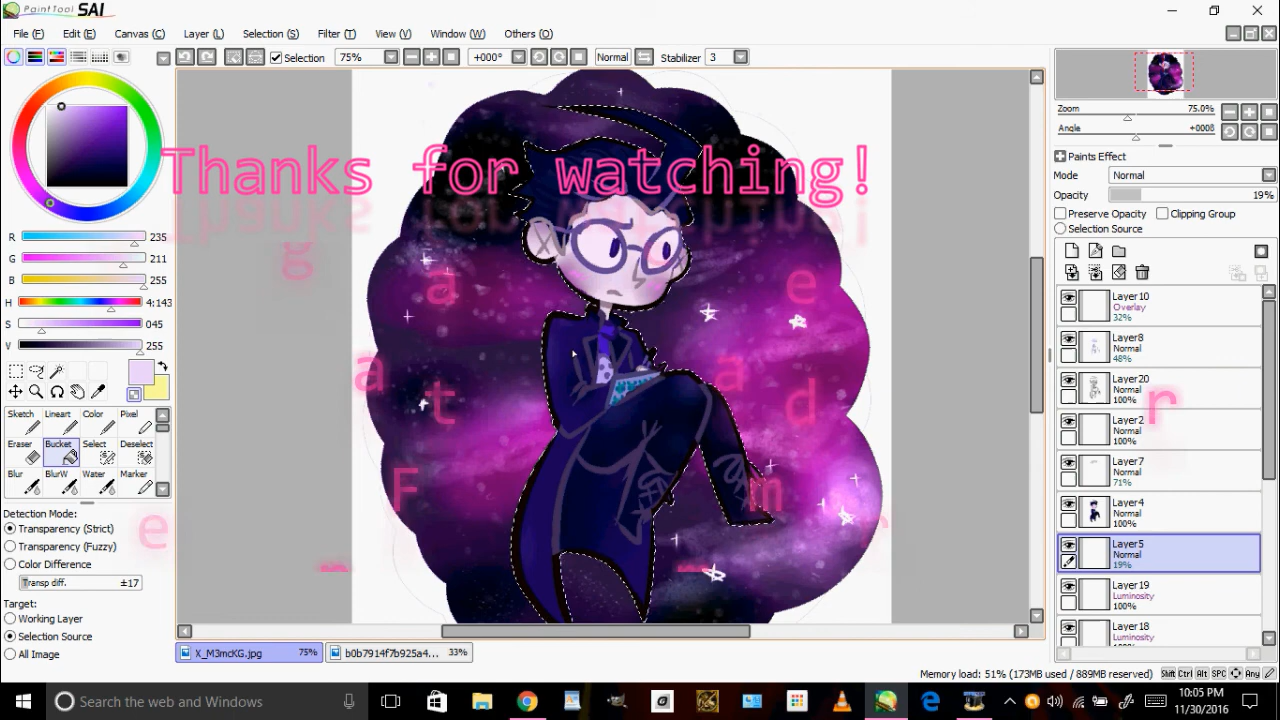 PaintTool SAI
File (F) Edit (E) Canvas (C) Layer (L) Selection (S) Filter (T) View (V) Window (W) Others (O)
Selection 75% +000° Normal Stabilizer 3
Zoom 75.0%
Angle +000θ
Paints Effect
Mode Normal
Opacity 19%
Preserve Opacity Clipping Group
Selection Source
Thanks for watching!
g
a e
a a
t d
r
F m
e
R 235
G 211
B 235
H 4:143
S 045
V 255
Sketch Lineart Color Pixel
Eraser Bucket Select Deselect
Blur BlurW Water Marker
Detection Mode:
Transparency (Strict)
Transparency (Fuzzy)
Color Difference
Transp diff. ±17
Target:
Working Layer
Selection Source
All Image
Layer10
Overlay
32%
Layer8
Normal
48%
Layer20
Normal
100%
Layer2
Normal
100%
Layer7
Normal
71%
Layer4
Normal
100%
Layer5
Normal
19%
Layer19
Luminosity
100%
Layer18
Luminosity
X_M3mcKG.jpg 75% b0b7914f7b925a4... 33%
Memory load: 51% (173MB used / 889MB reserved) Shift Ctrl Alt SPC Any
Search the web and Windows
10:05 PM
11/30/2016